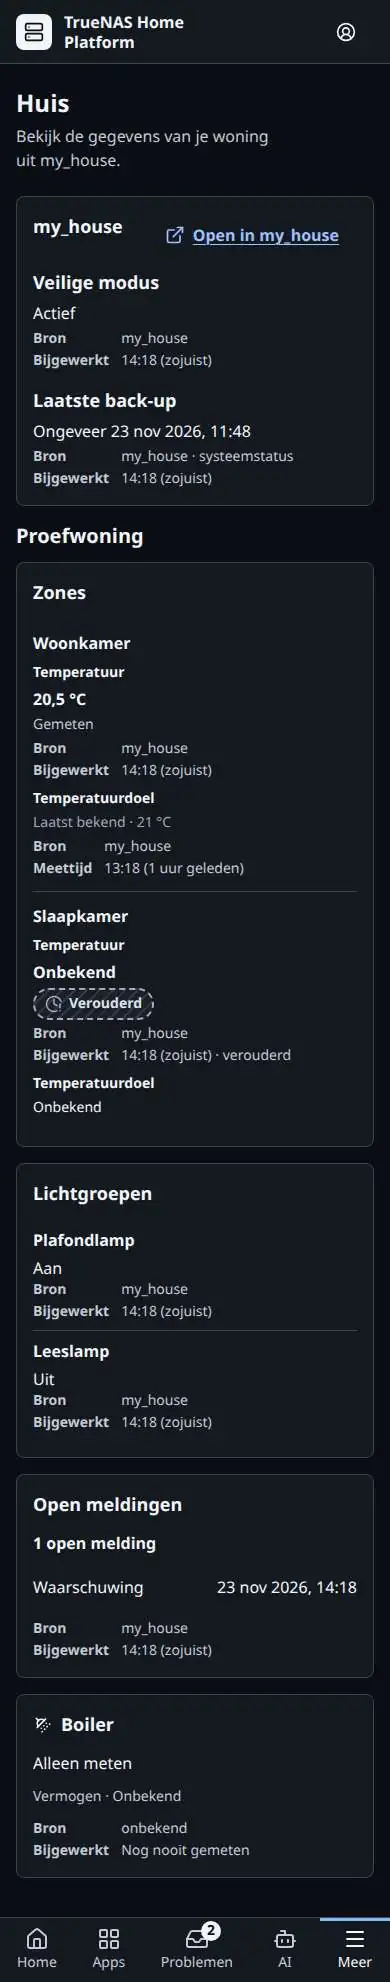 TrueNAS Home
Platform
Huis
Bekijk de gegevens van je woning
uit my_house.
my_house
Open in my_house
Veilige modus
Actief
Bron my_house
Bijgewerkt 14:18 (zojuist)
Laatste back-up
Ongeveer 23 nov 2026, 11:48
Bron my_house · systeemstatus
Bijgewerkt 14:18 (zojuist)
Proefwoning
Zones
Woonkamer
Temperatuur
20,5 °C
Gemeten
Bron my_house
Bijgewerkt 14:18 (zojuist)
Temperatuurdoel
Laatst bekend · 21 °C
Bron my_house
Meettijd 13:18 (1 uur geleden)
Slaapkamer
Temperatuur
Onbekend
Verouderd
Bron my_house
Bijgewerkt 14:18 (zojuist) · verouderd
Temperatuurdoel
Onbekend
Lichtgroepen
Plafondlamp
Aan
Bron my_house
Bijgewerkt 14:18 (zojuist)
Leeslamp
Uit
Bron my_house
Bijgewerkt 14:18 (zojuist)
Open meldingen
1 open melding
Waarschuwing 23 nov 2026, 14:18
Bron my_house
Bijgewerkt 14:18 (zojuist)
Boiler
Alleen meten
Vermogen · Onbekend
Bron onbekend
Bijgewerkt Nog nooit gemeten
2
Home Apps Problemen AI Meer